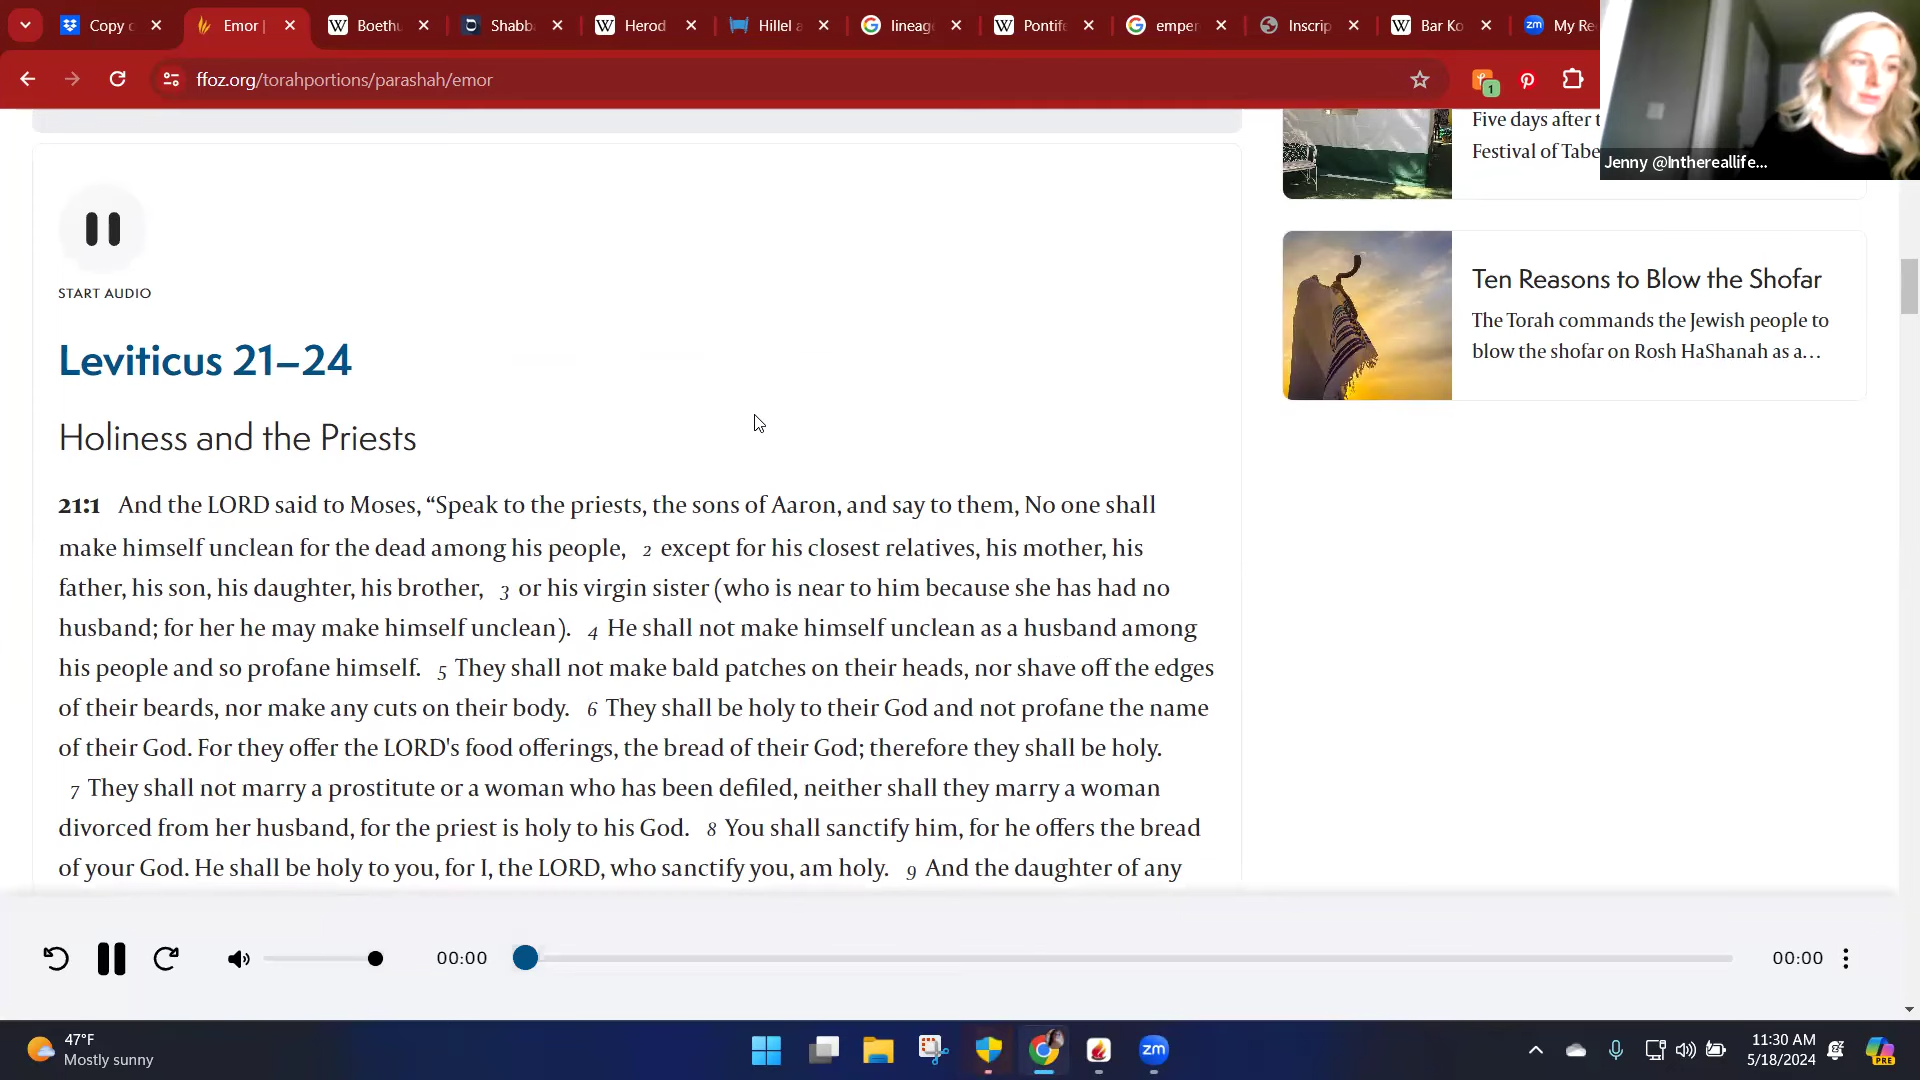 Copy
Emor |
Boeth
Shabb
Herod
Hillel
lineag
Pontif
emper
Inscrip
Bar Ko
zm My Re
ffoz.org/torahportions/parashah/emor
1
Jenny @Inthereallife...
Five days after
Festival of Tabe
Ten Reasons to Blow the Shofar
The Torah commands the Jewish people to
blow the shofar on Rosh HaShanah as a...
START AUDIO
Leviticus 21–24
Holiness and the Priests
21:1 And the LORD said to Moses, “Speak to the priests, the sons of Aaron, and say to them, No one shall
make himself unclean for the dead among his people, 2 except for his closest relatives, his mother, his
father, his son, his daughter, his brother, 3 or his virgin sister (who is near to him because she has had no
husband; for her he may make himself unclean). 4 He shall not make himself unclean as a husband among
his people and so profane himself. 5 They shall not make bald patches on their heads, nor shave off the edges
of their beards, nor make any cuts on their body. 6 They shall be holy to their God and not profane the name
of their God. For they offer the LORD's food offerings, the bread of their God; therefore they shall be holy.
7 They shall not marry a prostitute or a woman who has been defiled, neither shall they marry a woman
divorced from her husband, for the priest is holy to his God. 8 You shall sanctify him, for he offers the bread
of your God. He shall be holy to you, for I, the LORD, who sanctify you, am holy. 9 And the daughter of any
00:00
00:00
47°F
Mostly sunny
zm
11:30 AM
5/18/2024
PRE